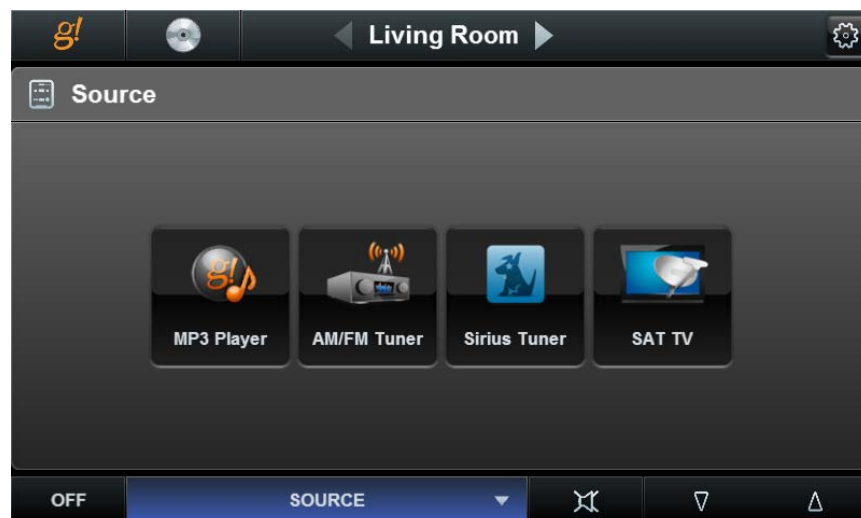 g!
Living Room
Source
g!
MP3 Player
AM/FM Tuner
Sirius Tuner
SAT TV
OFF
SOURCE